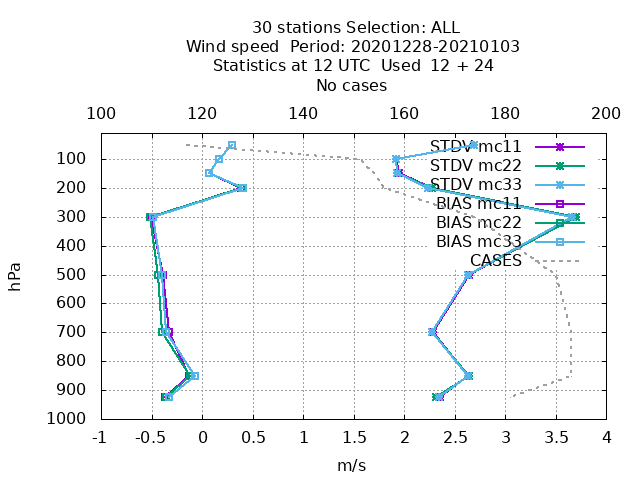 30 stations Selection: ALL
Wind speed  Period: 20201228-20210103
Statistics at 12 UTC  Used  12 + 24
No cases
100 120 140 160 180 200
STDV mc11
STDV mc22
STDV mc33
BIAS mc11
BIAS mc22
BIAS mc33
CASES
hPa
100
200
300
400
500
600
700
800
900
1000
-1 -0.5 0 0.5 1 1.5 2 2.5 3 3.5 4
m/s